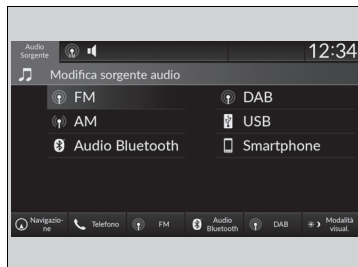 Audio
Sorgente
12:34
Modifica sorgente audio
FM
DAB
AM
USB
Audio Bluetooth
Smartphone
Navigazio-
ne
Telefono
FM
Audio
Bluetooth
DAB
Modalità
visual.